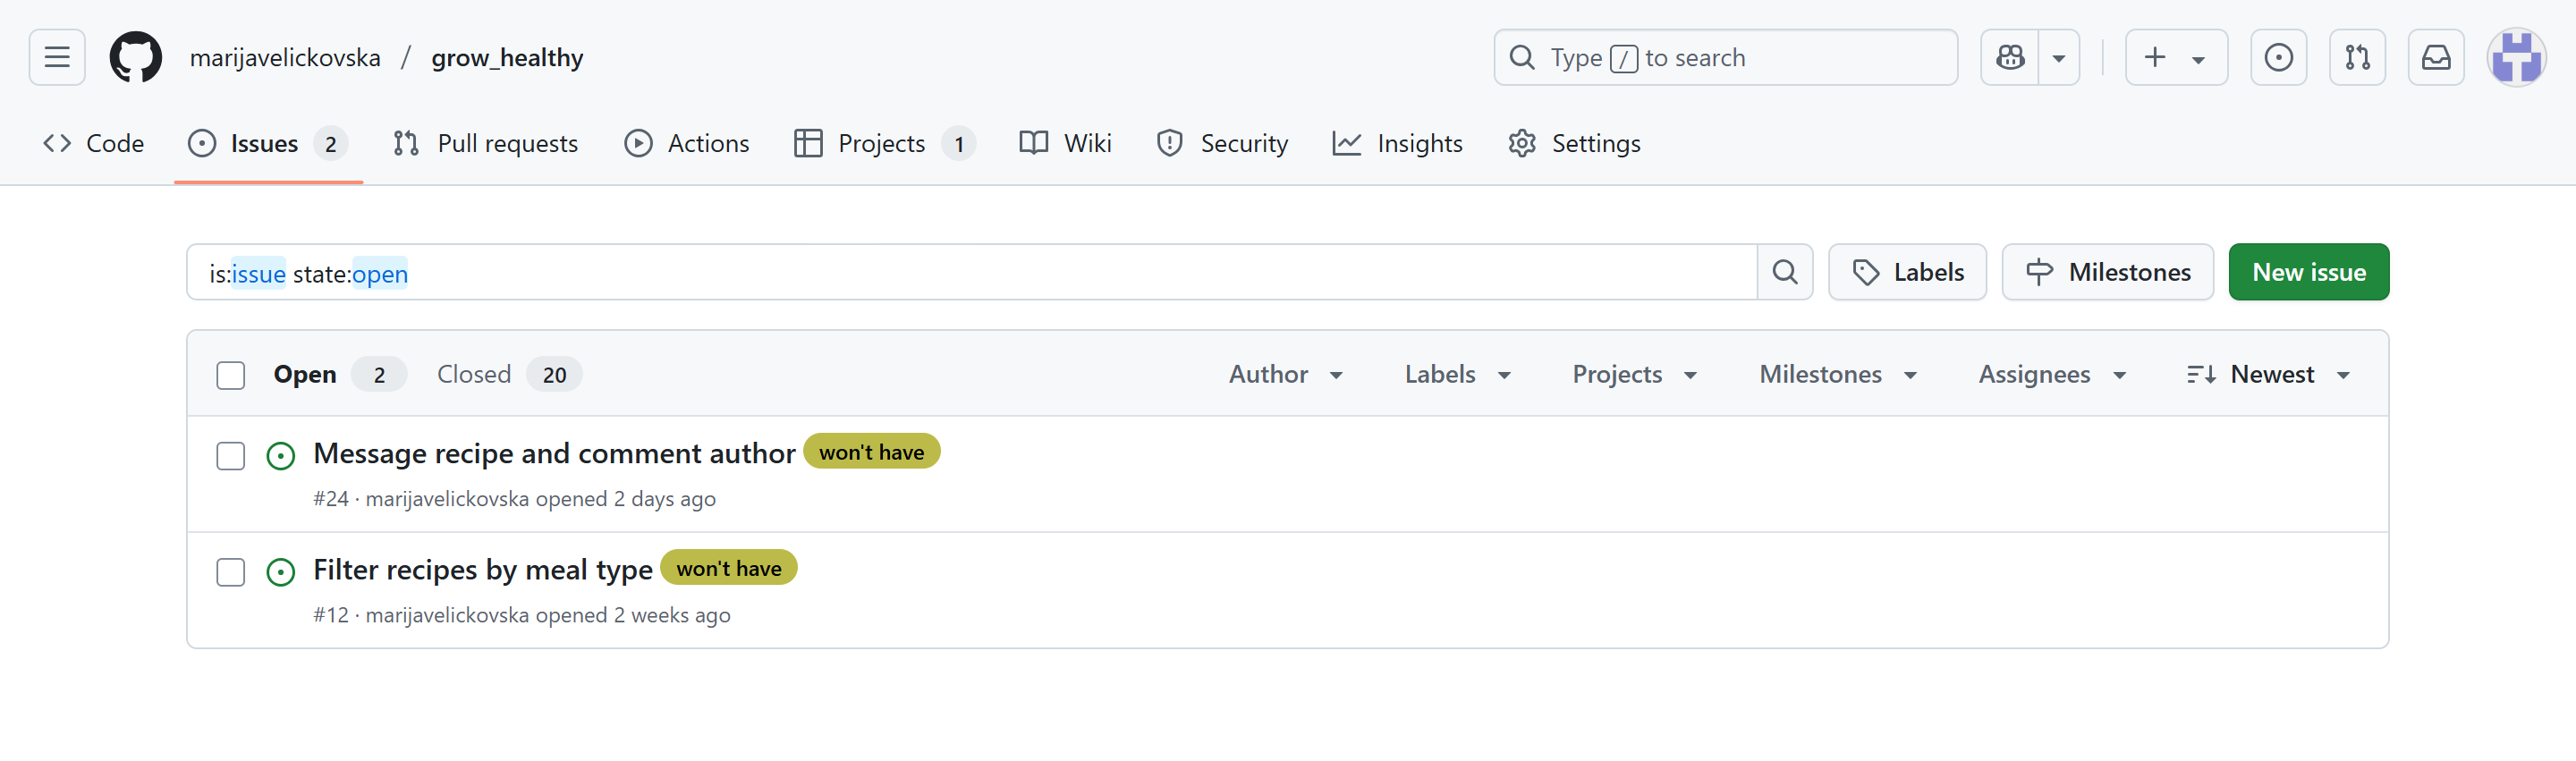 marijavelickovska / grow_healthy Type / to search
Code Issues 2 Pull requests Actions Projects 1 Wiki Security Insights Settings
is:issue state:open Labels Milestones New issue
Open 2 Closed 20 Author Labels Projects Milestones Assignees Newest
Message recipe and comment author won't have
#24 · marijavelickovska opened 2 days ago
Filter recipes by meal type won't have
#12 · marijavelickovska opened 2 weeks ago